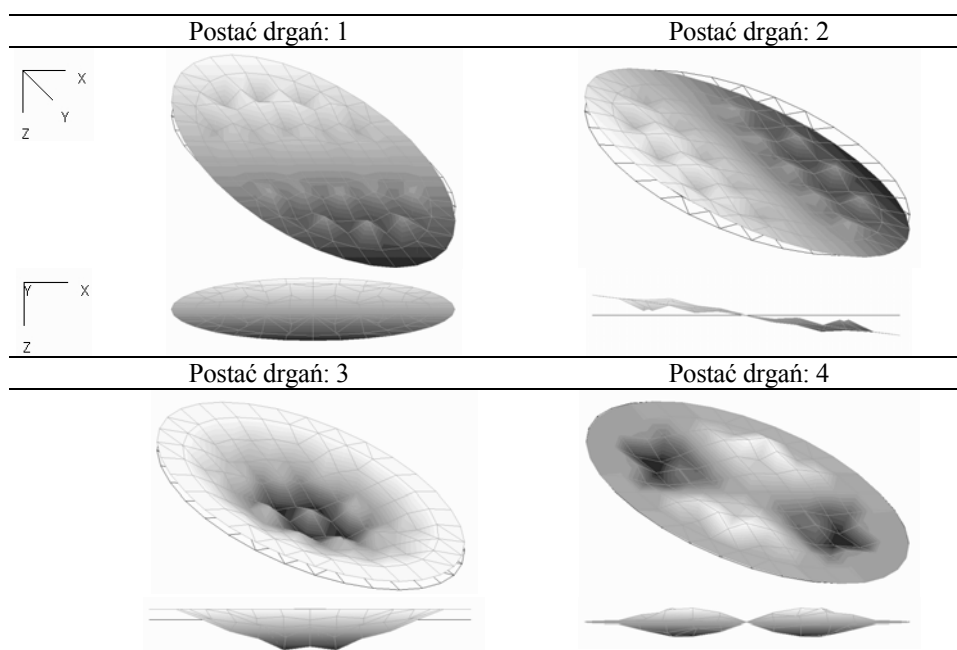 Postać drgań: 1
Postać drgań: 2
X
Y
Z
Y
X
Z
Postać drgań: 3
Postać drgań: 4